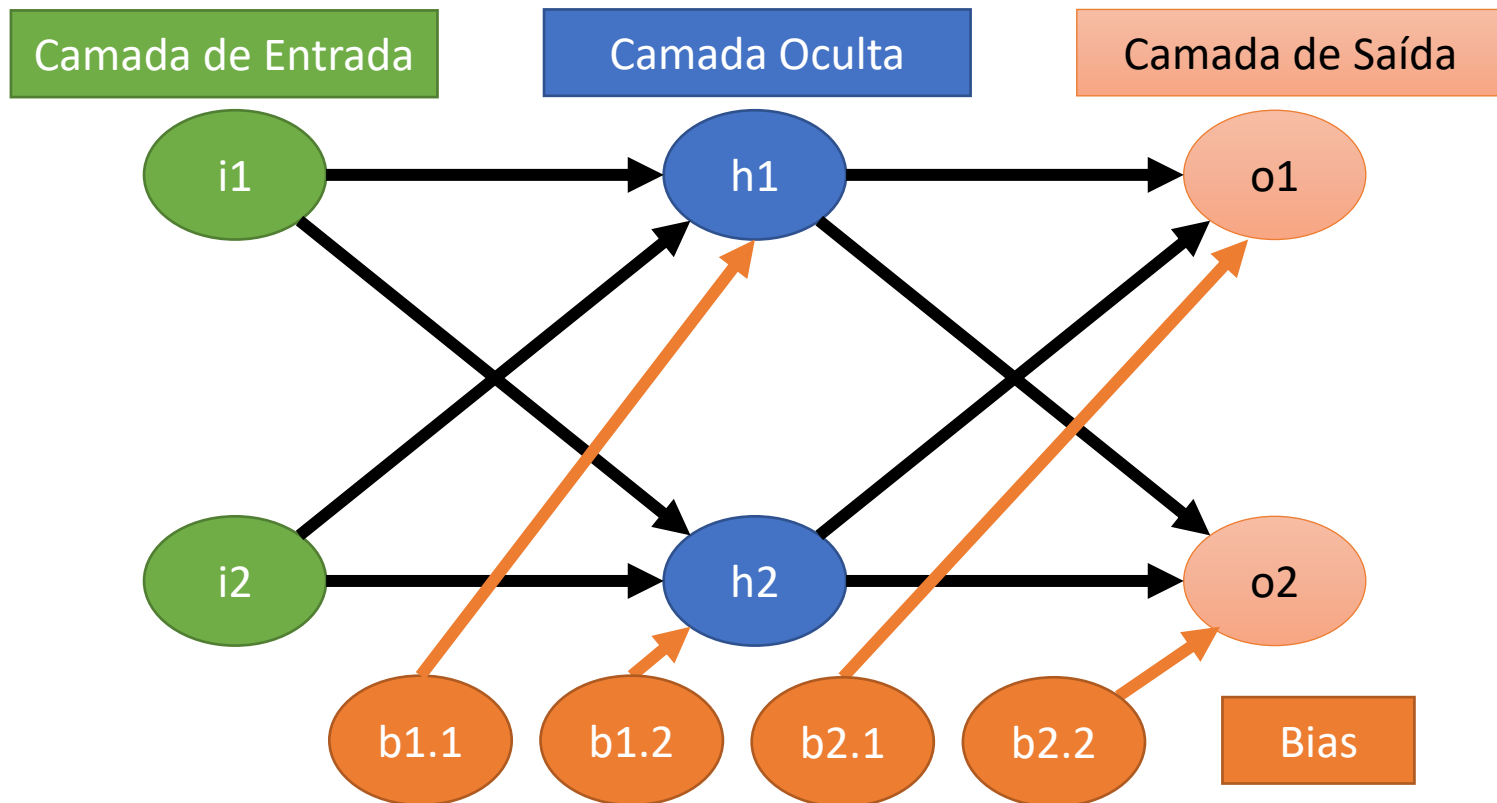 Camada de Entrada
Camada Oculta
Camada de Saída
i1
h1
o1
i2
h2
o2
b1.1
b1.2
b2.1
b2.2
Bias